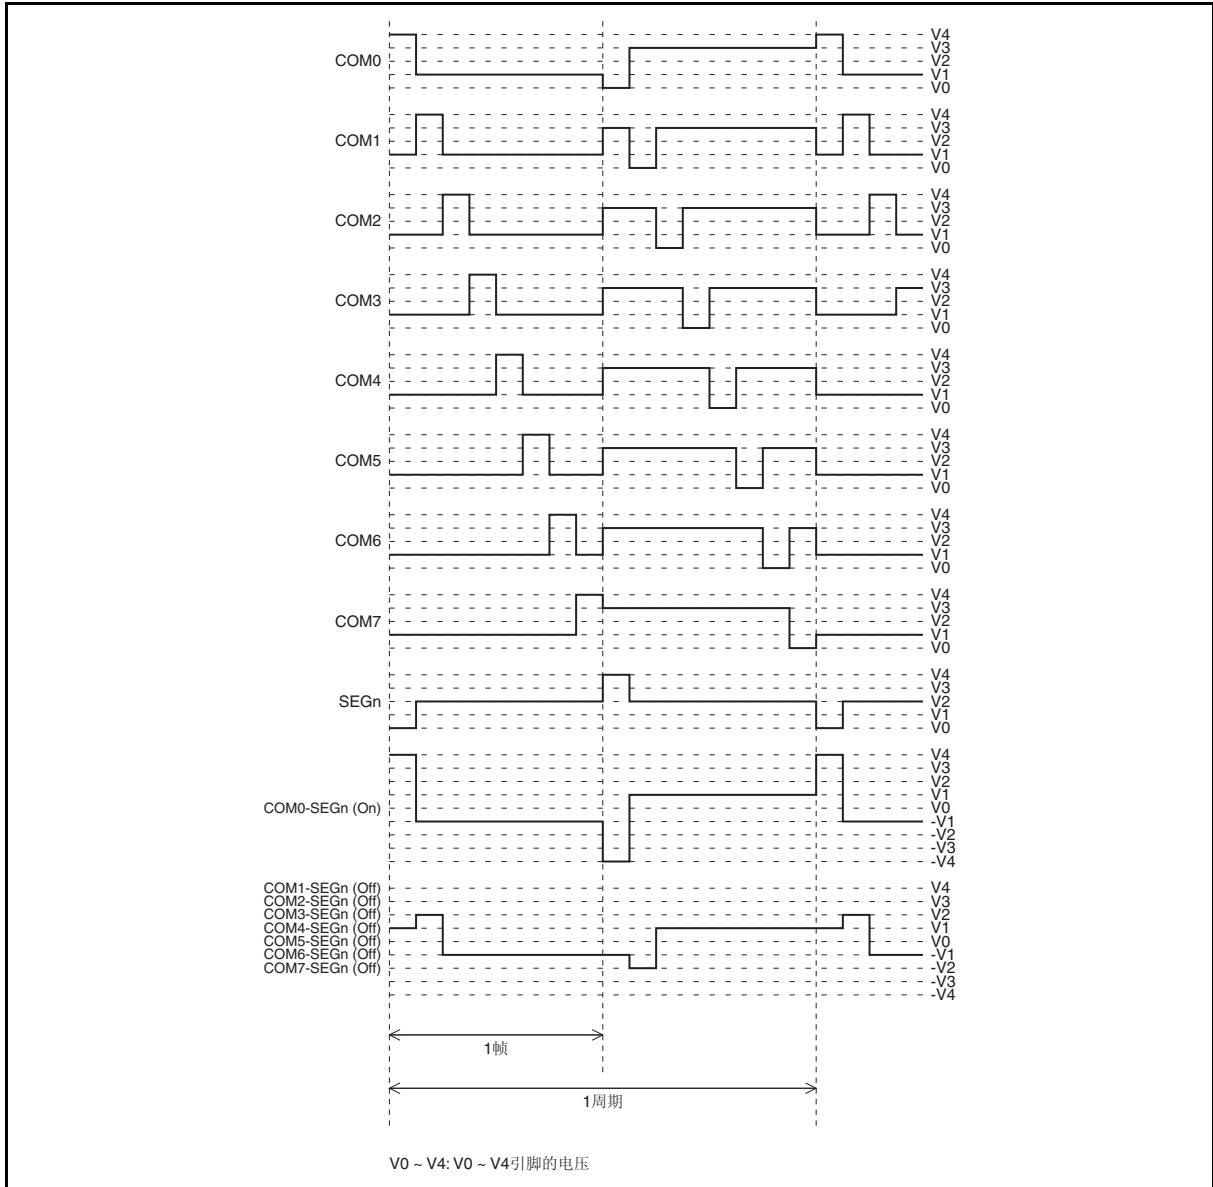 V4
V3
COM0 V2
V1
V0
V4
V3
COM1 V2
V1
V0
V4
V3
COM2 V2
V1
V0
V4
V3
COM3 V2
V1
V0
V4
V3
COM4 V2
V1
V0
V4
V3
COM5 V2
V1
V0
V4
V3
COM6 V2
V1
V0
V4
V3
COM7 V2
V1
V0
V4
V3
SEGn V2
V1
V0
V4
V3
V2
V1
COM0-SEGn (On) V0
-V1
-V2
-V3
-V4
COM1-SEGn (Off) V4
COM2-SEGn (Off) V3
COM3-SEGn (Off) V2
COM4-SEGn (Off) V1
COM5-SEGn (Off) V0
COM6-SEGn (Off) -V1
COM7-SEGn (Off) -V2
-V3
-V4
1帧
1周期
V0 ~ V4: V0 ~ V4引脚的电压